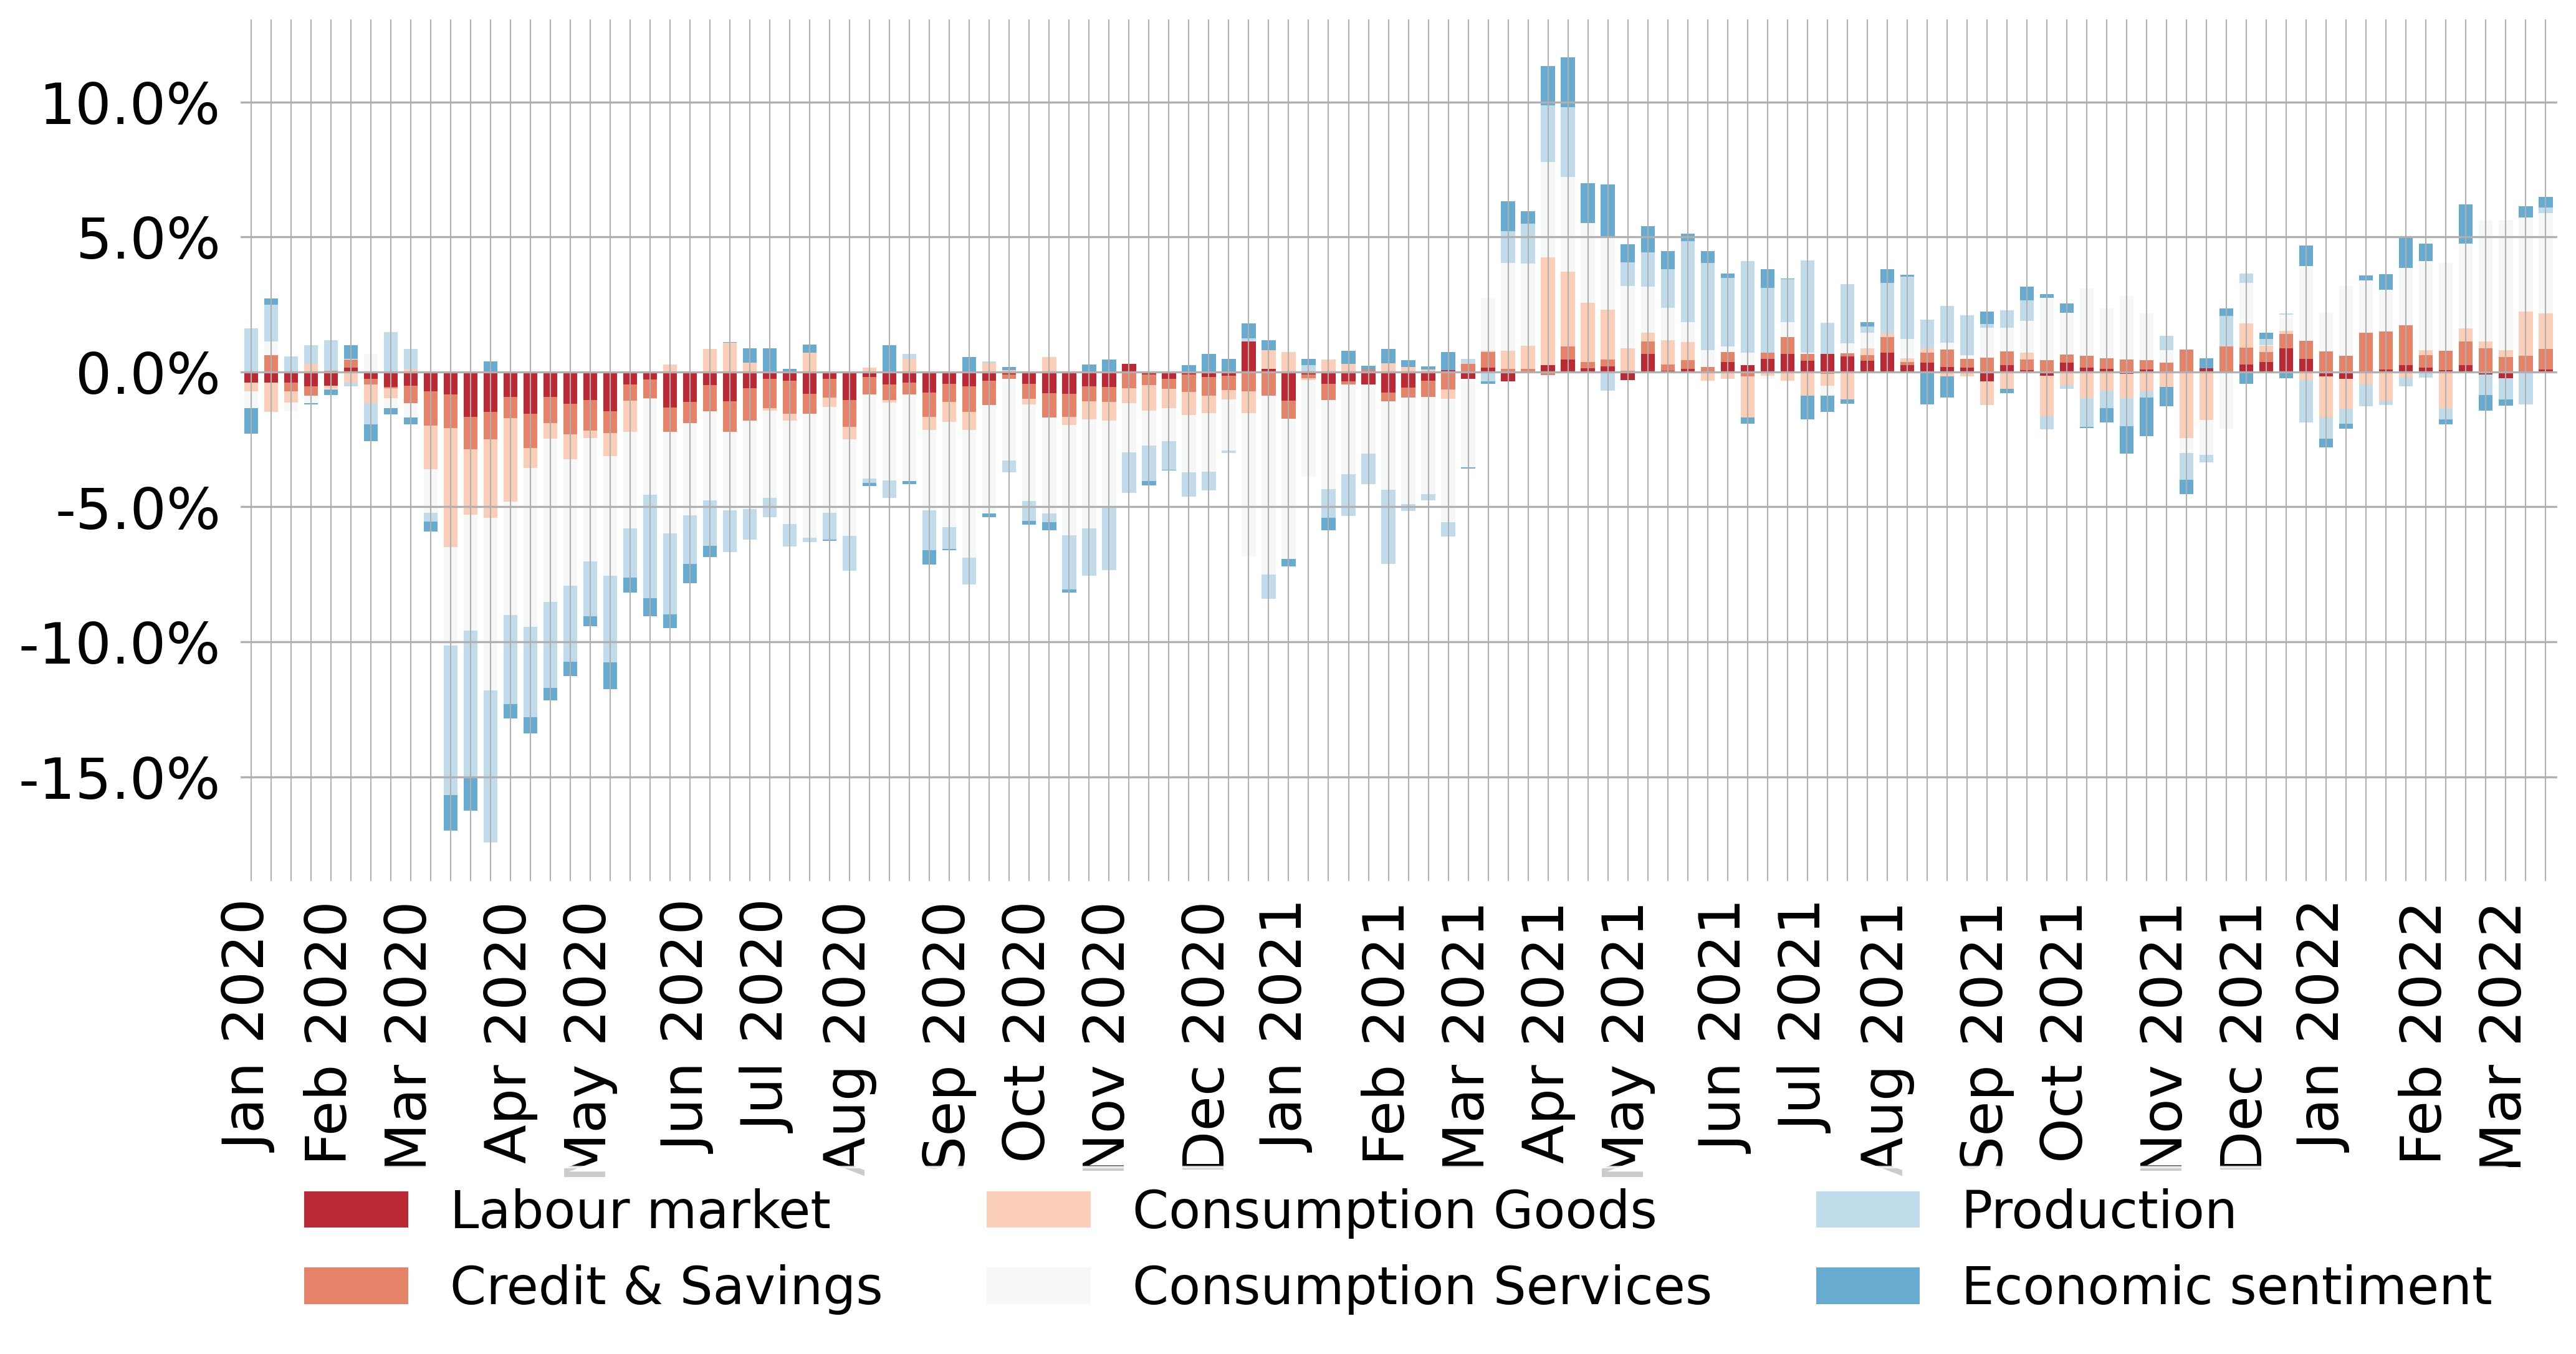 10.0%
5.0%
0.0%
-5.0%
-10.0%
-15.0%
Jan 2020
Feb 2020
Mar 2020
Apr 2020
May 2020
Jun 2020
Jul 2020
Aug 2020
Sep 2020
Oct 2020
Nov 2020
Dec 2020
Jan 2021
Feb 2021
Mar 2021
Apr 2021
May 2021
Jun 2021
Jul 2021
Aug 2021
Sep 2021
Oct 2021
Nov 2021
Dec 2021
Jan 2022
Feb 2022
Mar 2022
Labour market
Credit & Savings
Consumption Goods
Consumption Services
Production
Economic sentiment